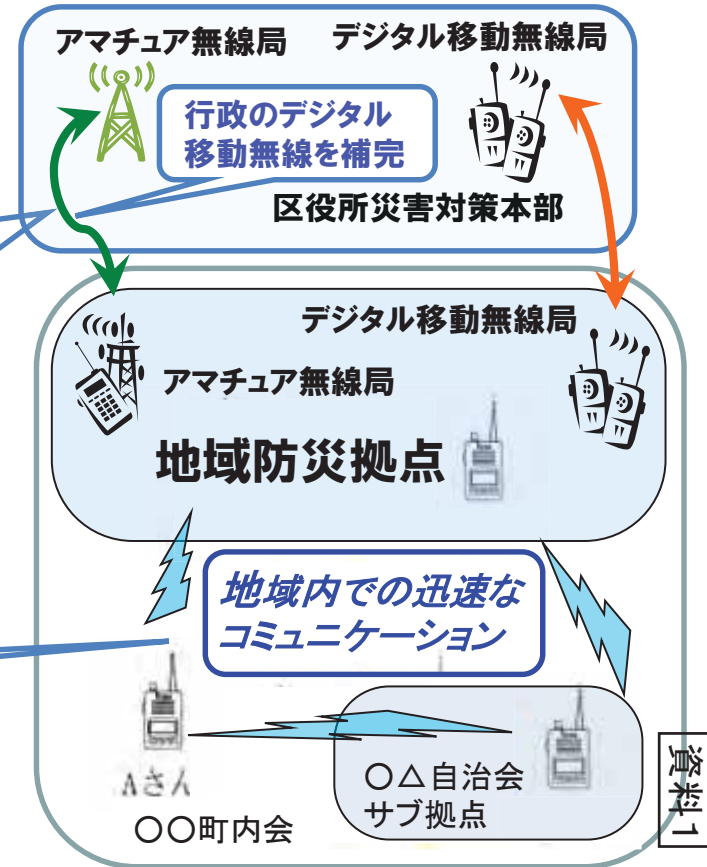 アマチュア無線局
デジタル移動無線局
行政のデジタル
移動無線を補完
区役所災害対策本部
デジタル移動無線局
アマチュア無線局
地域防災拠点
地域内での迅速な
コミュニケーション
Aさん
〇△自治会
サブ拠点
〇〇町内会
資料1